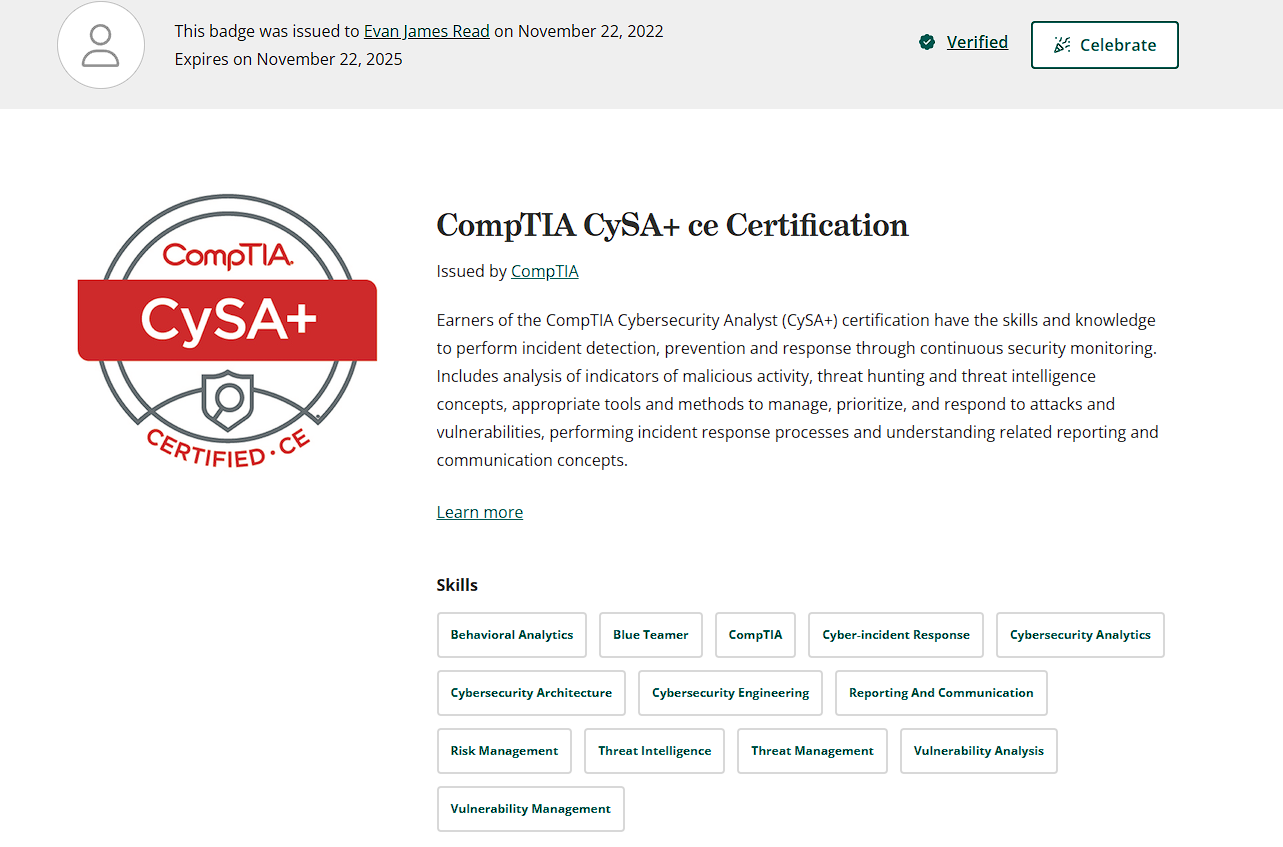 This badge was issued to Evan James Read on November 22, 2022
Expires on November 22, 2025
Verified
Celebrate
CompTIA.
CySA+
CERTIFIED · CE
CompTIA CySA+ ce Certification
Issued by CompTIA
Earners of the CompTIA Cybersecurity Analyst (CySA+) certification have the skills and knowledge
to perform incident detection, prevention and response through continuous security monitoring.
Includes analysis of indicators of malicious activity, threat hunting and threat intelligence
concepts, appropriate tools and methods to manage, prioritize, and respond to attacks and
vulnerabilities, performing incident response processes and understanding related reporting and
communication concepts.
Learn more
Skills
Behavioral Analytics Blue Teamer CompTIA Cyber-incident Response Cybersecurity Analytics
Cybersecurity Architecture Cybersecurity Engineering Reporting And Communication
Risk Management Threat Intelligence Threat Management Vulnerability Analysis
Vulnerability Management